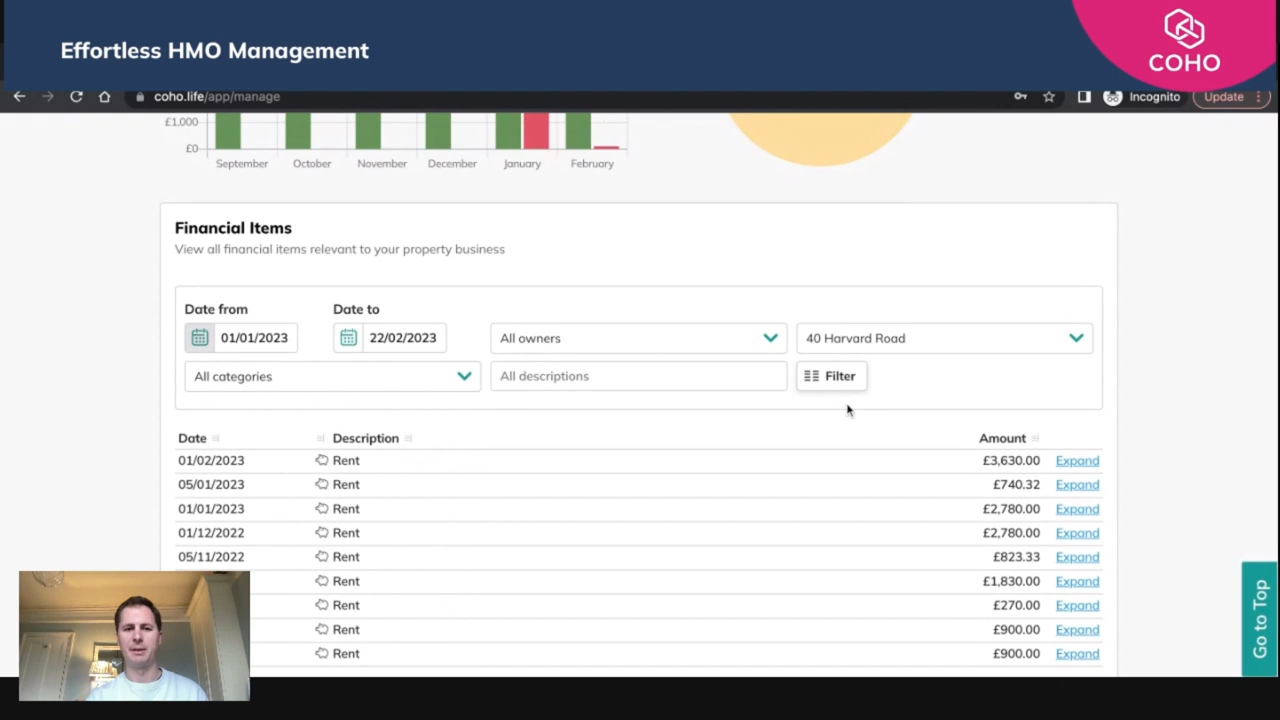 Effortless HMO Management
COHO
coho.life/app/manage
Incognito
Update
£1,000
£0
September October November December January February
Financial Items
View all financial items relevant to your property business
Date from Date to
01/01/2023 22/02/2023 All owners 40 Harvard Road
All categories All descriptions Filter
Date Description Amount
01/02/2023 Rent £3,630.00 Expand
05/01/2023 Rent £740.32 Expand
01/01/2023 Rent £2,780.00 Expand
01/12/2022 Rent £2,780.00 Expand
05/11/2022 Rent £823.33 Expand
Rent £1,830.00 Expand
Rent £270.00 Expand
Rent £900.00 Expand
Rent £900.00 Expand
Go to Top